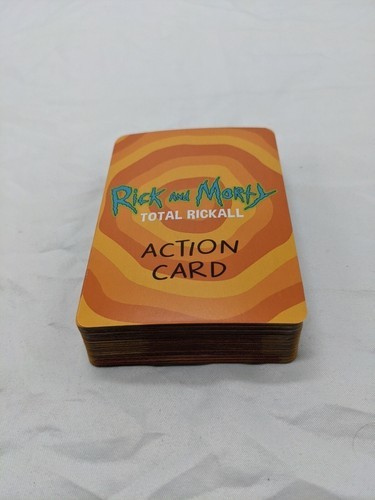 Rick and Morty
TOTAL RICKALL
ACTION
CARD